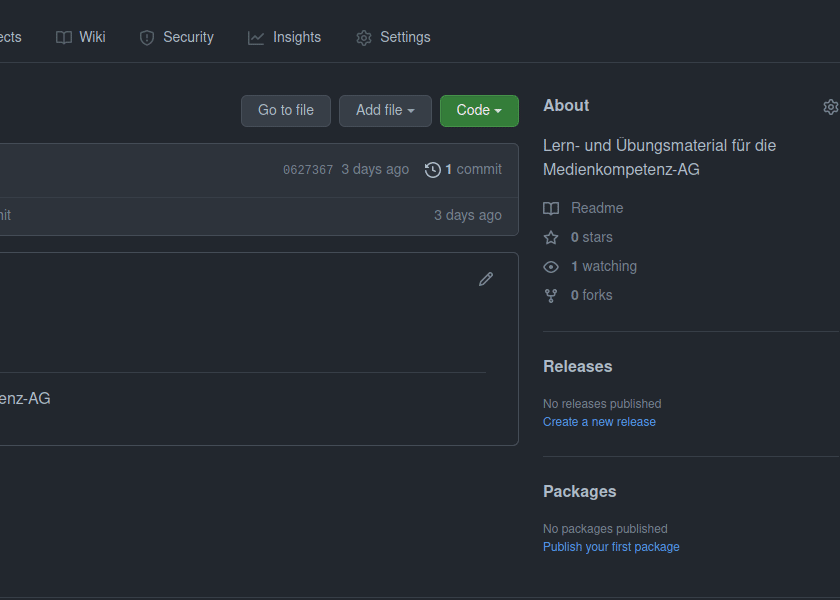 ects Wiki Security Insights Settings
Go to file Add file Code
0627367 3 days ago 1 commit
nit 3 days ago
enz-AG
About
Lern- und Übungsmaterial für die
Medienkompetenz-AG
Readme
0 stars
1 watching
0 forks
Releases
No releases published
Create a new release
Packages
No packages published
Publish your first package